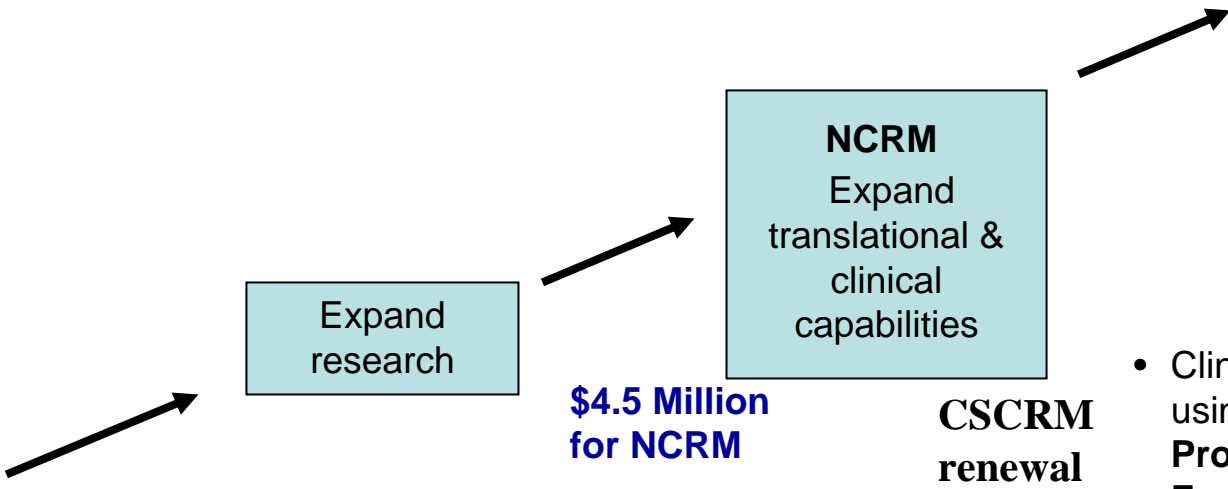 NCRM
Expand
translational &
clinical
capabilities
Expand
research
$4.5 Million
for NCRM
CSCRM
renewal
•